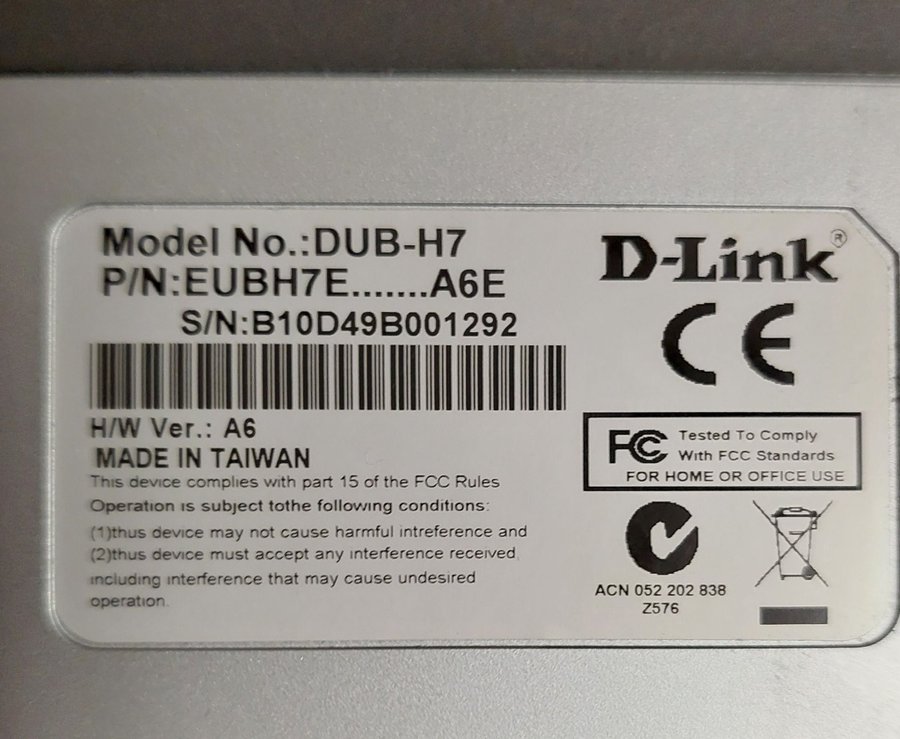 Model No.:DUB-H7
P/N:EUBH7E.......A6E
S/N:B10D49B001292
H/W Ver.: A6
MADE IN TAIWAN
This device complies with part 15 of the FCC Rules
Operation is subject tothe following conditions:
(1)thus device may not cause harmful intreference and
(2)thus device must accept any interference received,
including interference that may cause undesired
operation.
D-Link®
CE
FC Tested To Comply
With FCC Standards
FOR HOME OR OFFICE USE
ACN 052 202 838
Z576